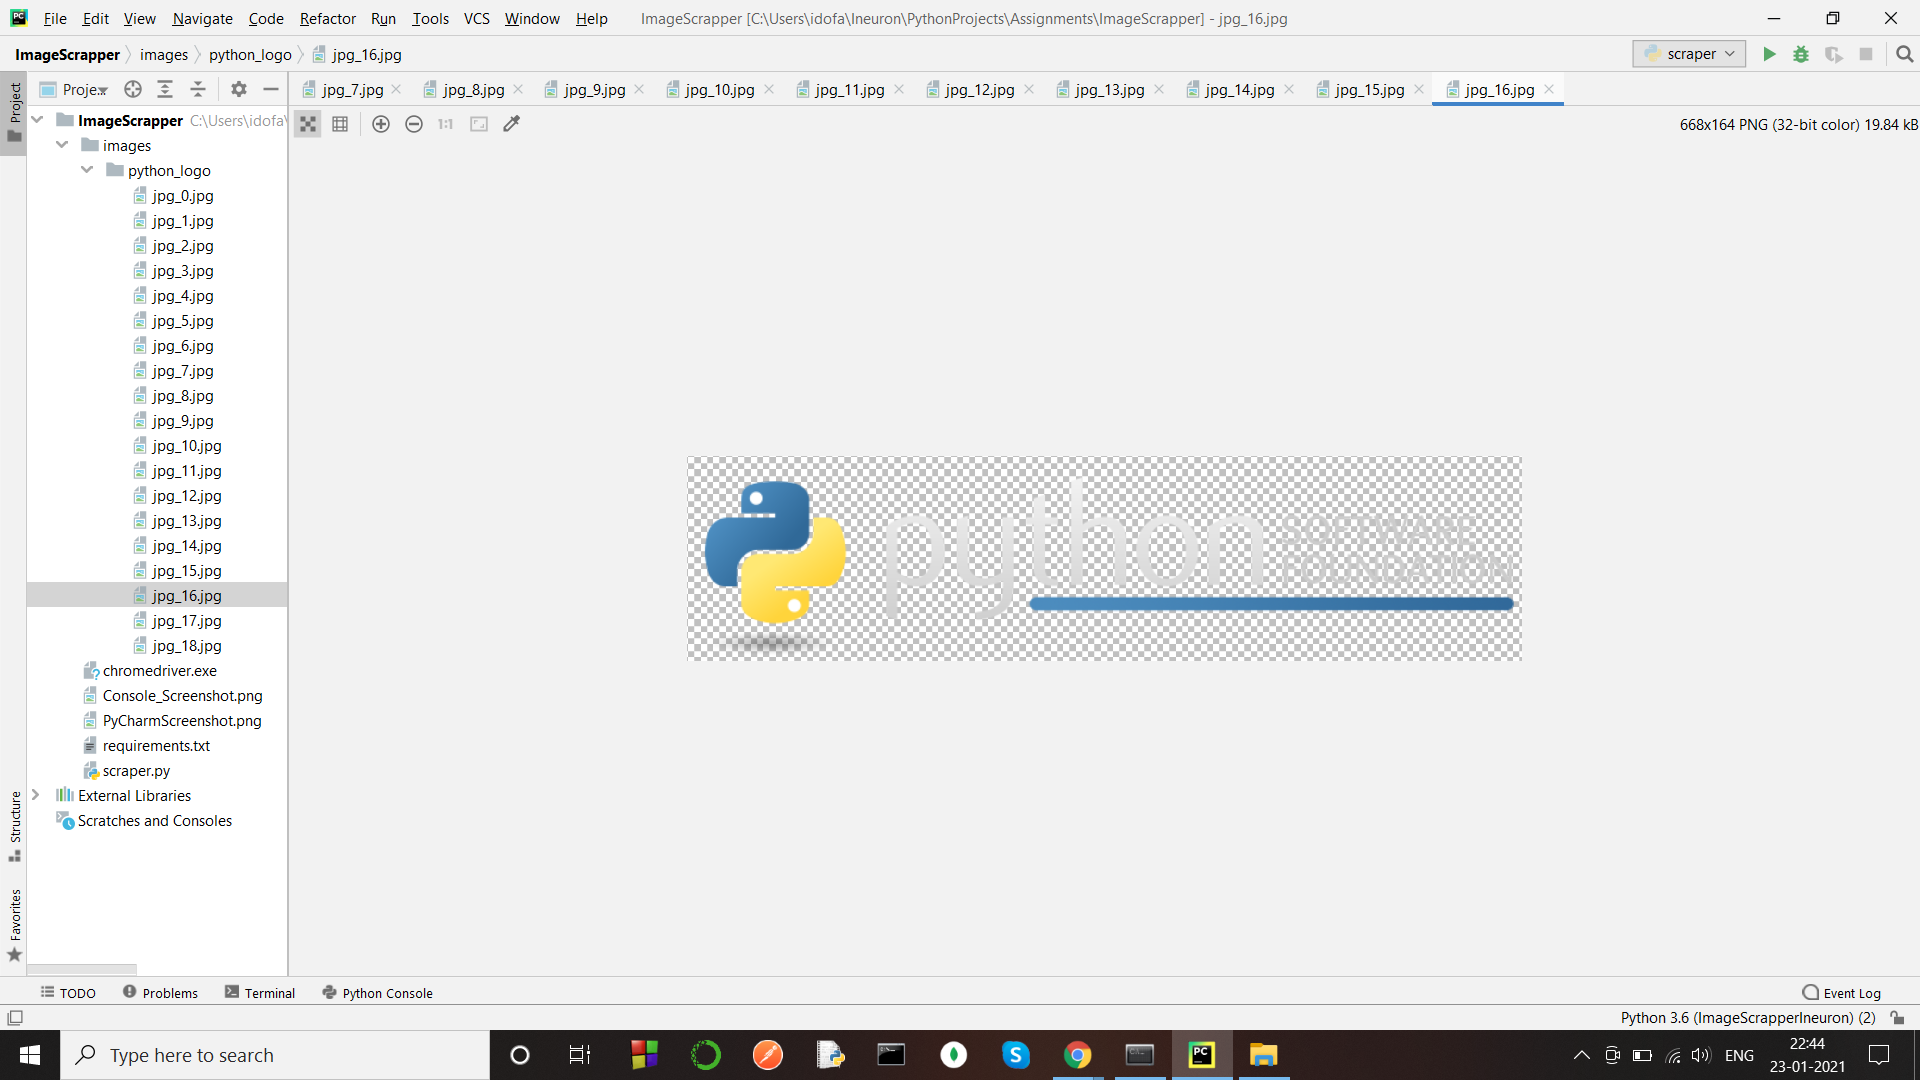 File Edit View Navigate Code Refactor Run Tools VCS Window Help ImageScrapper [C:\Users\idofa\Ineuron\PythonProjects\Assignments\ImageScrapper] - jpg_16.jpg
ImageScrapper images python_logo jpg_16.jpg scraper
Project
Proje...
jpg_7.jpg jpg_8.jpg jpg_9.jpg jpg_10.jpg jpg_11.jpg jpg_12.jpg jpg_13.jpg jpg_14.jpg jpg_15.jpg jpg_16.jpg
1:1
668x164 PNG (32-bit color) 19.84 kB
ImageScrapper C:\Users\idofa\
images
python_logo
jpg_0.jpg
jpg_1.jpg
jpg_2.jpg
jpg_3.jpg
jpg_4.jpg
jpg_5.jpg
jpg_6.jpg
jpg_7.jpg
jpg_8.jpg
jpg_9.jpg
jpg_10.jpg
jpg_11.jpg
jpg_12.jpg
jpg_13.jpg
jpg_14.jpg
jpg_15.jpg
jpg_16.jpg
jpg_17.jpg
jpg_18.jpg
chromedriver.exe
Console_Screenshot.png
PyCharmScreenshot.png
requirements.txt
scraper.py
External Libraries
Scratches and Consoles
python SOFTWARE
FOUNDATION
Structure
Favorites
TODO Problems Terminal Python Console Event Log
Python 3.6 (ImageScrapperIneuron) (2)
Type here to search
ENG
22:44
23-01-2021